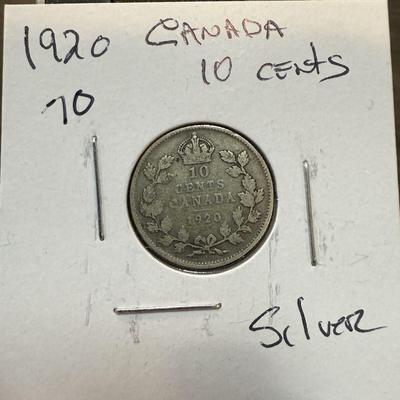 1920 CANADA
10 CENTS
70
10
CENTS
CANADA
1920
Silver